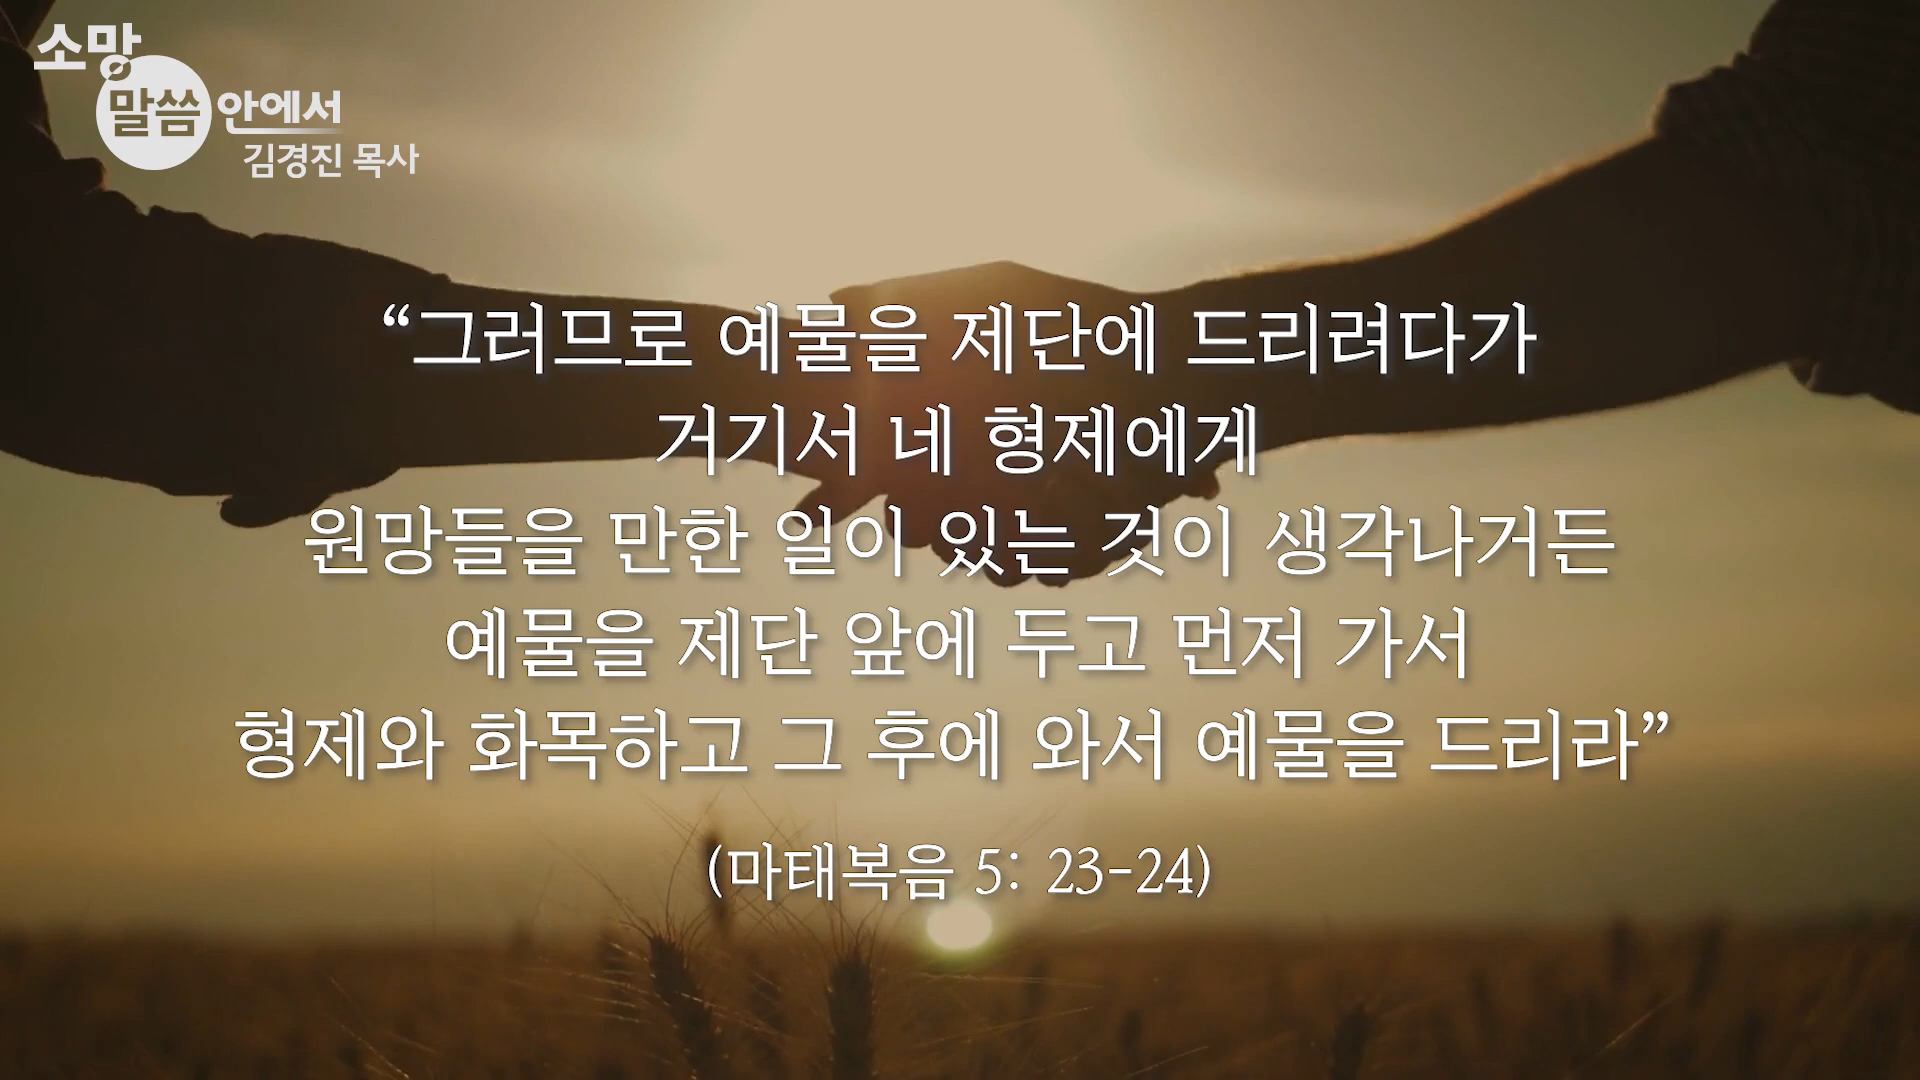 소망
말씀 안에서
김경진 목사
“그러므로 예물을 제단에 드리려다가
거기서 네 형제에게
원망들을 만한 일이 있는 것이 생각나거든
예물을 제단 앞에 두고 먼저 가서
형제와 화목하고 그 후에 와서 예물을 드리라”
(마태복음 5: 23-24)